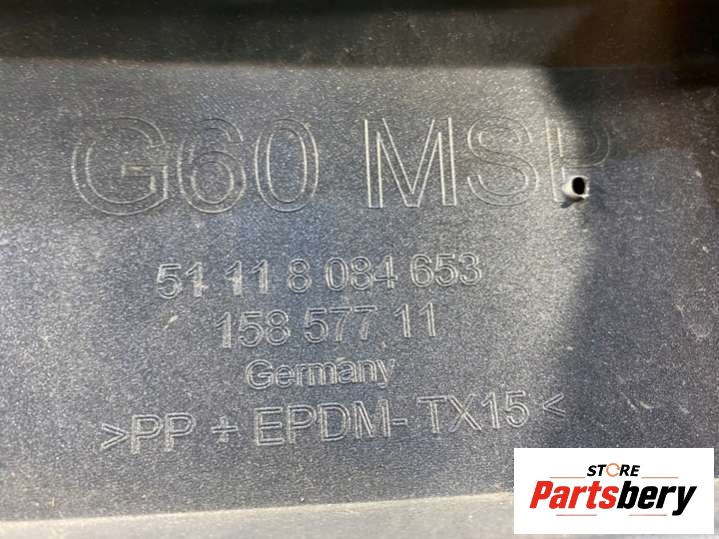 G60 MSP
51 11 8 084 653
158 577 11
Germany
>PP + EPDM- TX15<
STORE
Partsbery